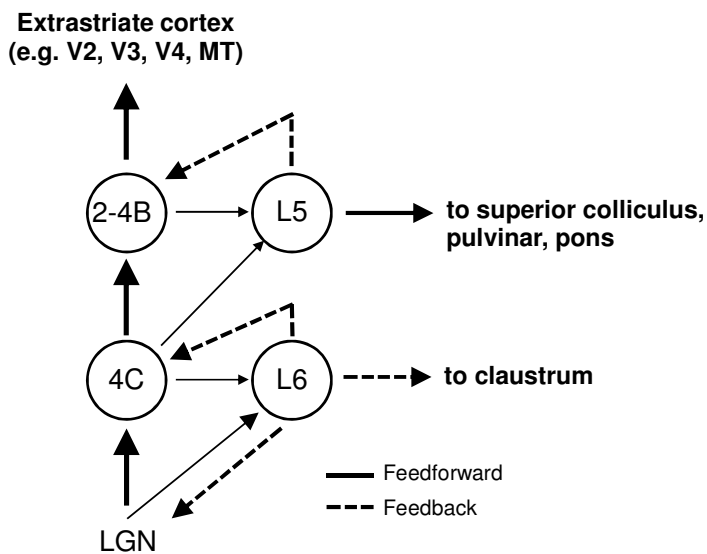 Extrastriate cortex
(e.g. V2, V3, V4, MT)
2-4B
L5
to superior colliculus,
pulvinar, pons
4C
L6
to claustrum
Feedforward
Feedback
LGN